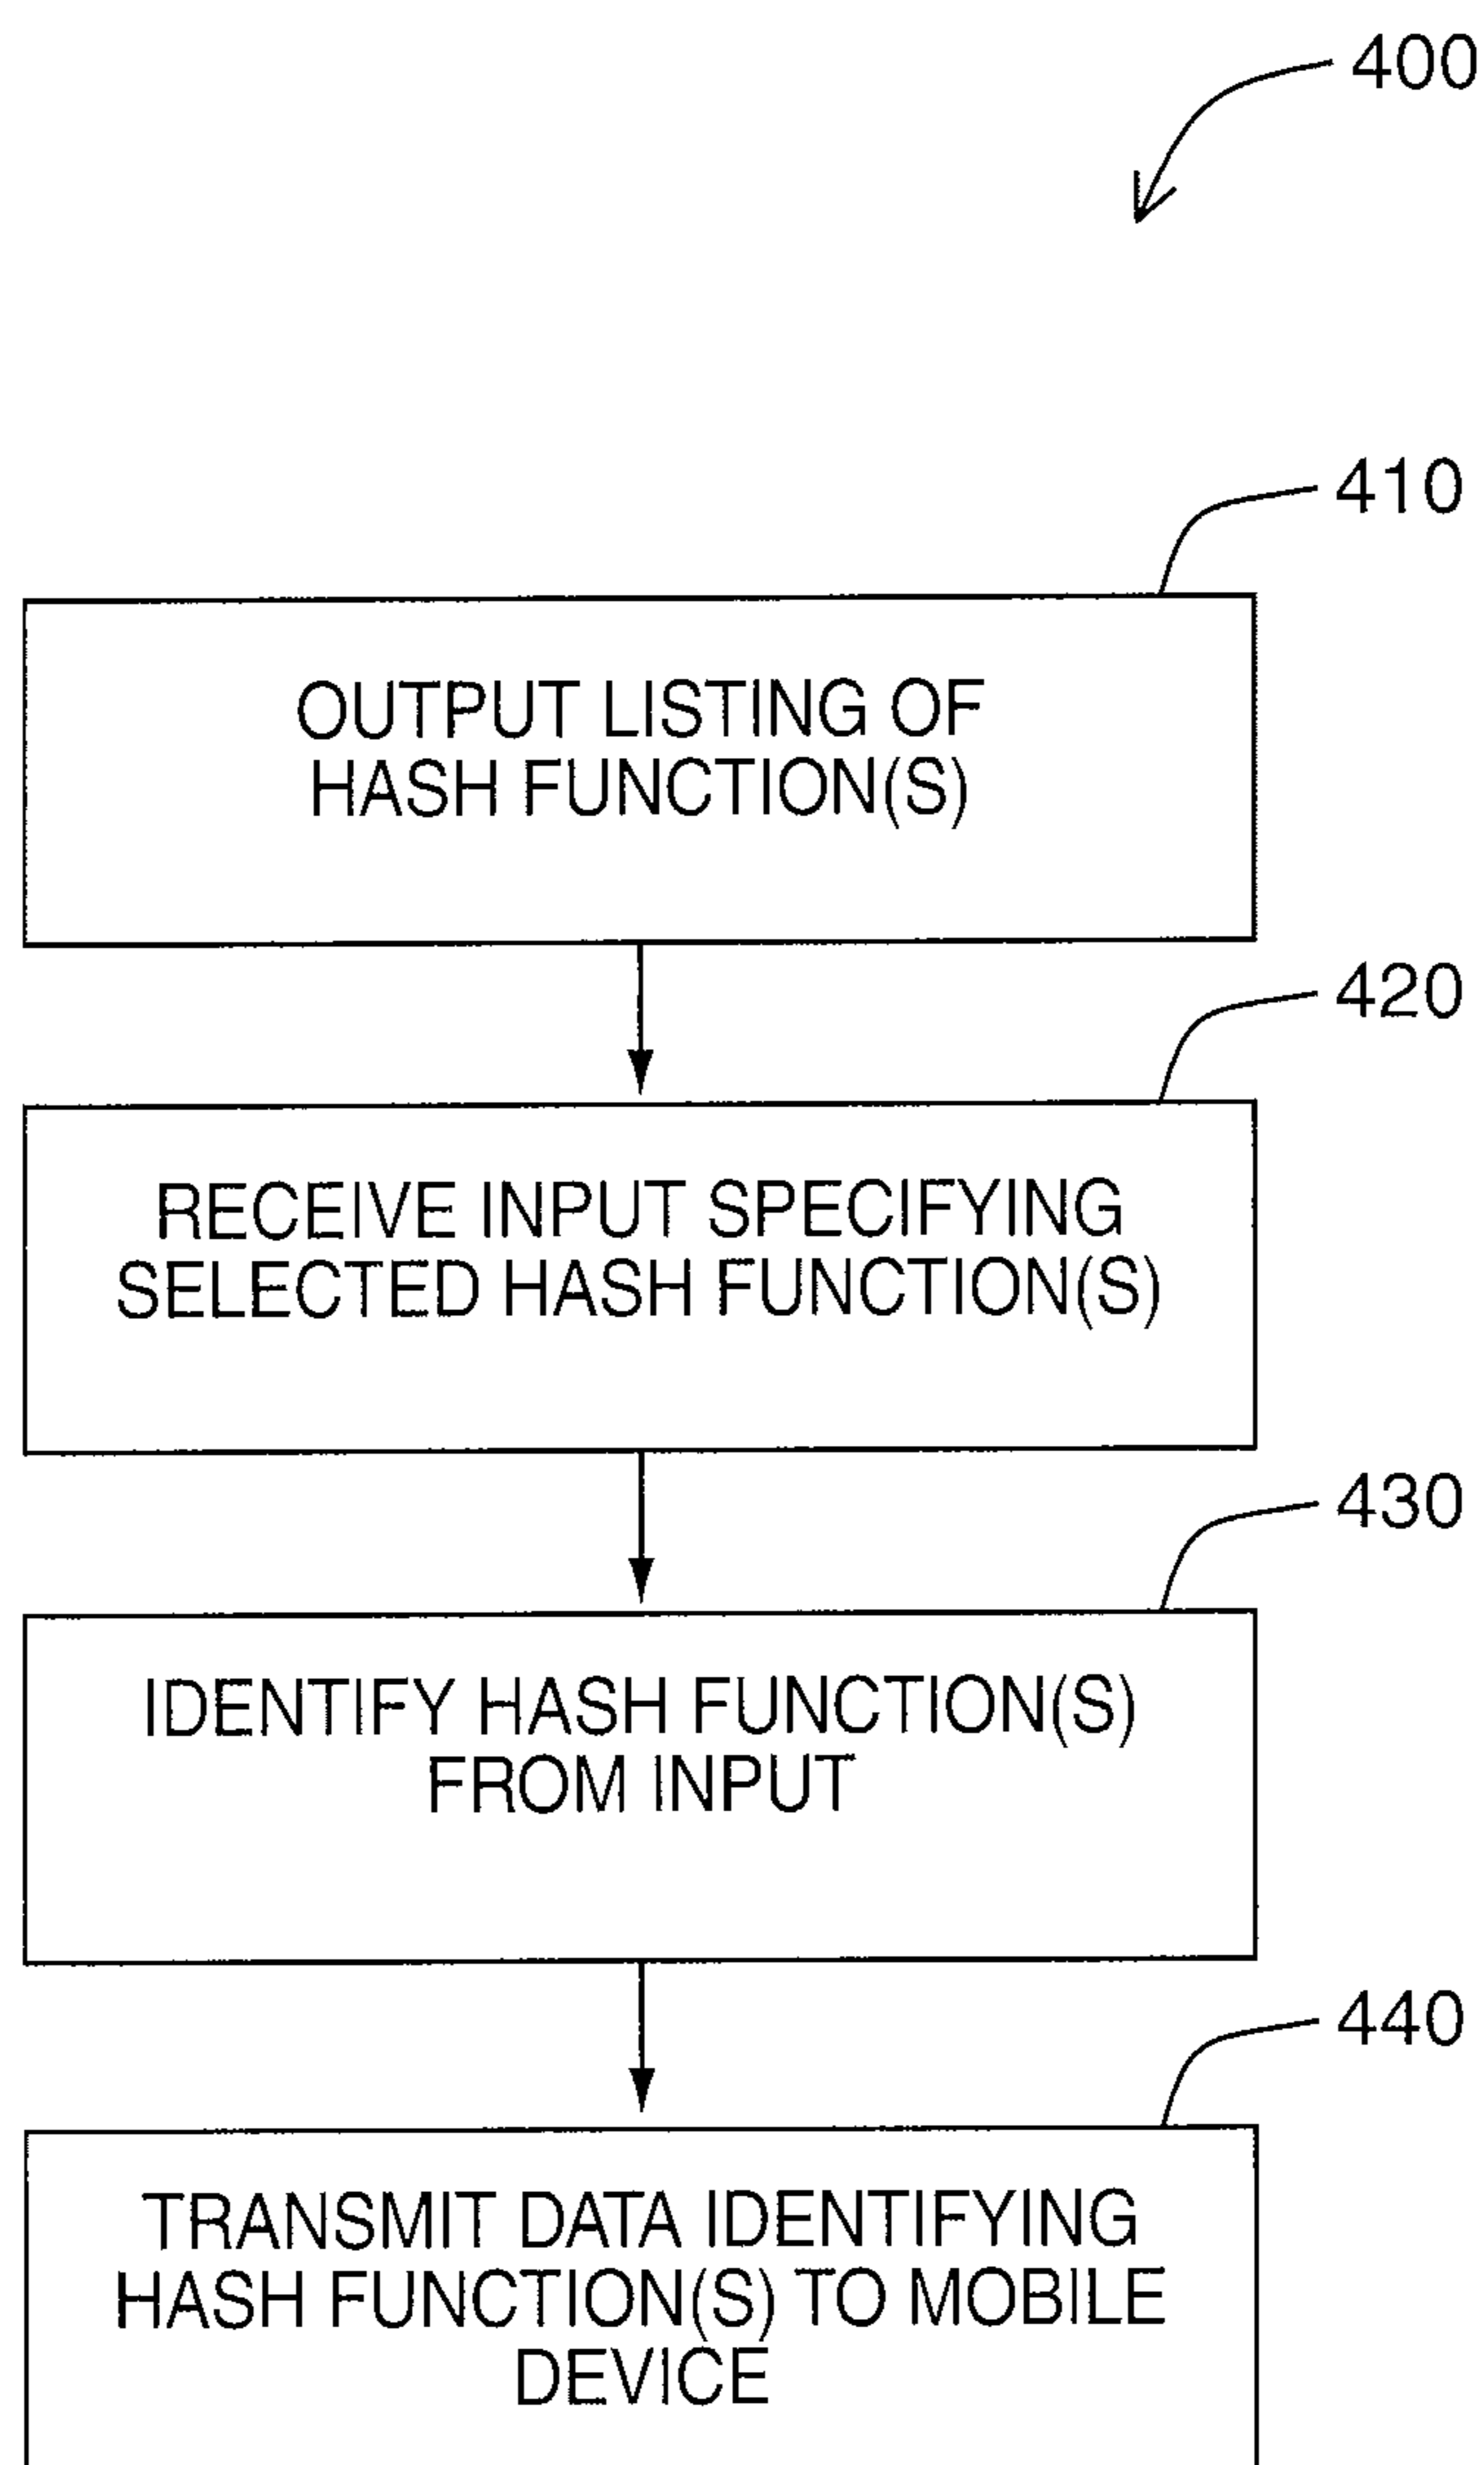 400
410
OUTPUT LISTING OF
HASH FUNCTION(S)
420
RECEIVE INPUT SPECIFYING
SELECTED HASH FUNCTION(S)
430
IDENTIFY HASH FUNCTION(S)
FROM INPUT
440
TRANSMIT DATA IDENTIFYING
HASH FUNCTION(S) TO MOBILE
DEVICE